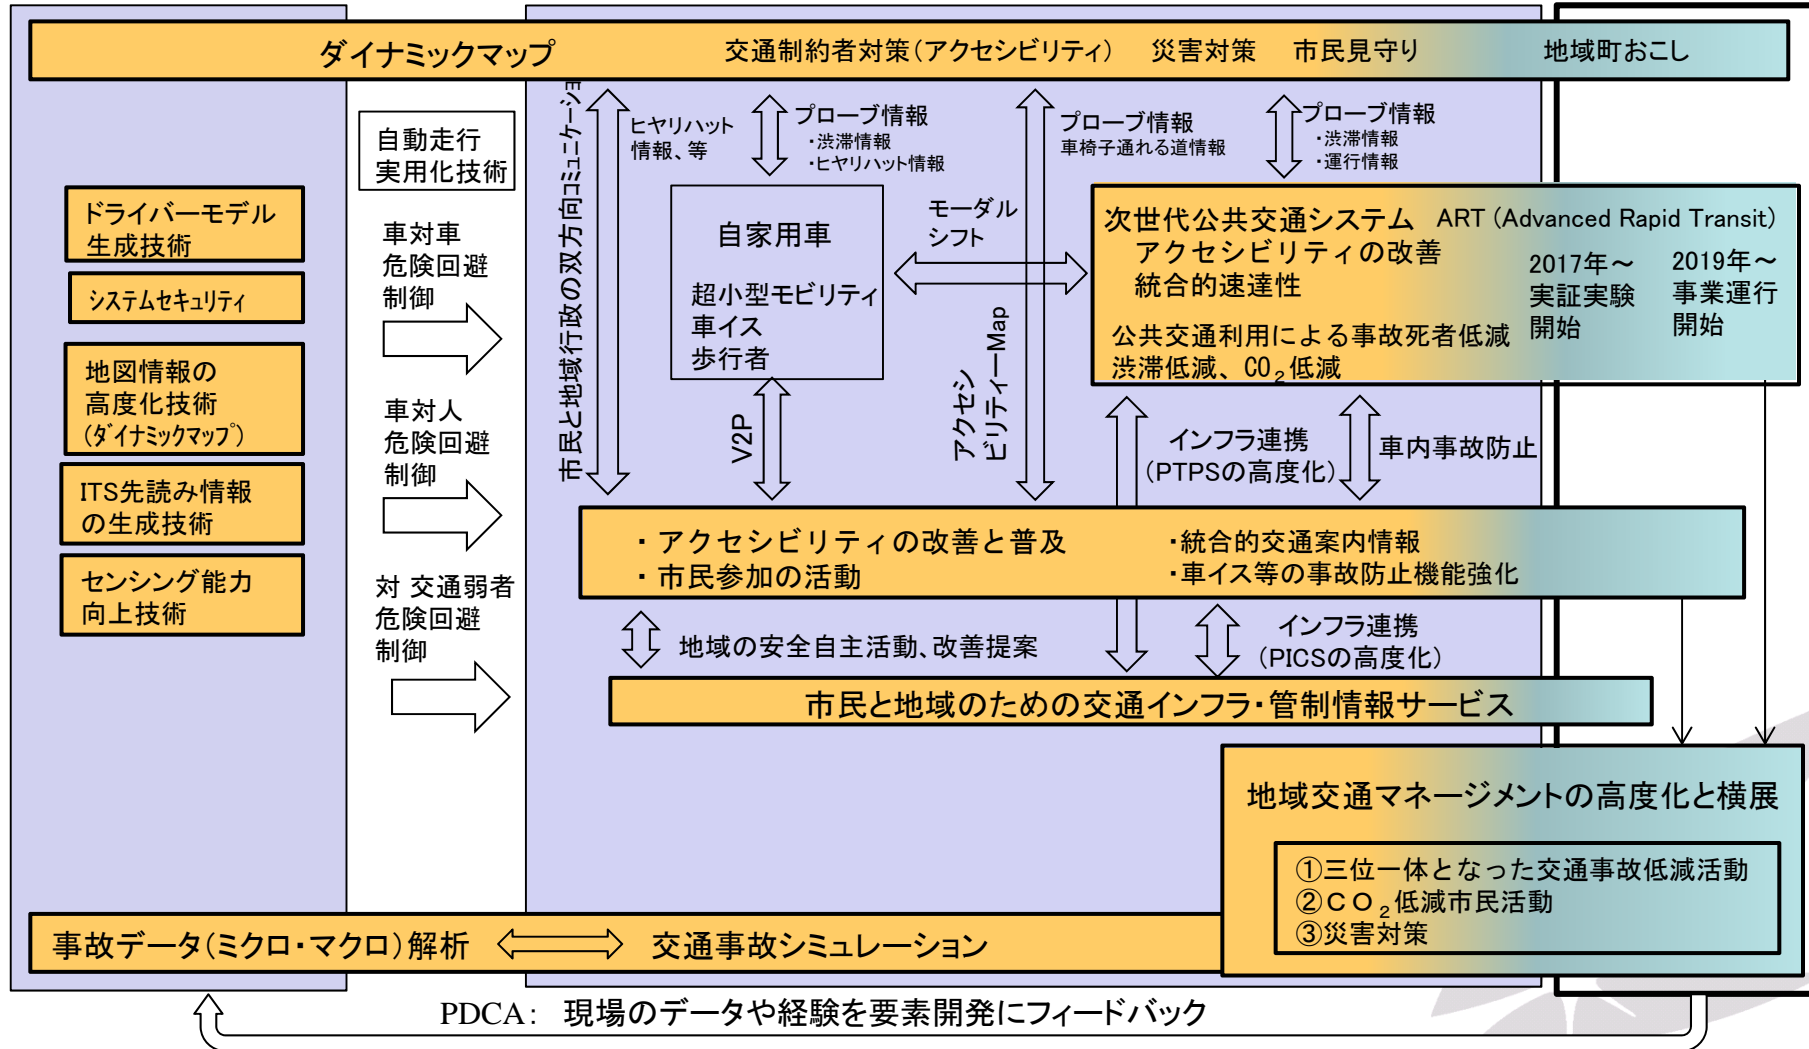 ダイナミックマップ
交通制約者対策(アクセシビリティ)
災害対策
市民見守り
地域町おこし
自動走行
実用化技術
ドライバーモデル
生成技術
システムセキュリティ
地図情報の
高度化技術
(ダイナミックマップ)
ITS先読み情報
の生成技術
センシング能力
向上技術
車対車
危険回避
制御
車対人
危険回避
制御
対 交通弱者
危険回避
制御
市民と地域行政の双方向コミュニケーショ
ヒヤリハット
情報、等
プローブ情報
・渋滞情報
・ヒヤリハット情報
プローブ情報
車椅子通れる道情報
プローブ情報
・渋滞情報
・運行情報
自家用車
超小型モビリティ
車イス
歩行者
モーダル
シフト
次世代公共交通システム ART (Advanced Rapid Transit)
アクセシビリティの改善
統合的速達性
2017年～
実証実験
開始
2019年～
事業運行
開始
公共交通利用による事故死者低減
渋滞低減、CO₂低減
V2P
アクセシ
ビリティーMap
インフラ連携
(PTPSの高度化)
車内事故防止
・アクセシビリティの改善と普及
・市民参加の活動
・統合的交通案内情報
・車イス等の事故防止機能強化
地域の安全自主活動、改善提案
インフラ連携
(PICSの高度化)
市民と地域のための交通インフラ・管制情報サービス
地域交通マネージメントの高度化と横展
①三位一体となった交通事故低減活動
②CO₂低減市民活動
③災害対策
事故データ(ミクロ・マクロ)解析
交通事故シミュレーション
PDCA: 現場のデータや経験を要素開発にフィードバック